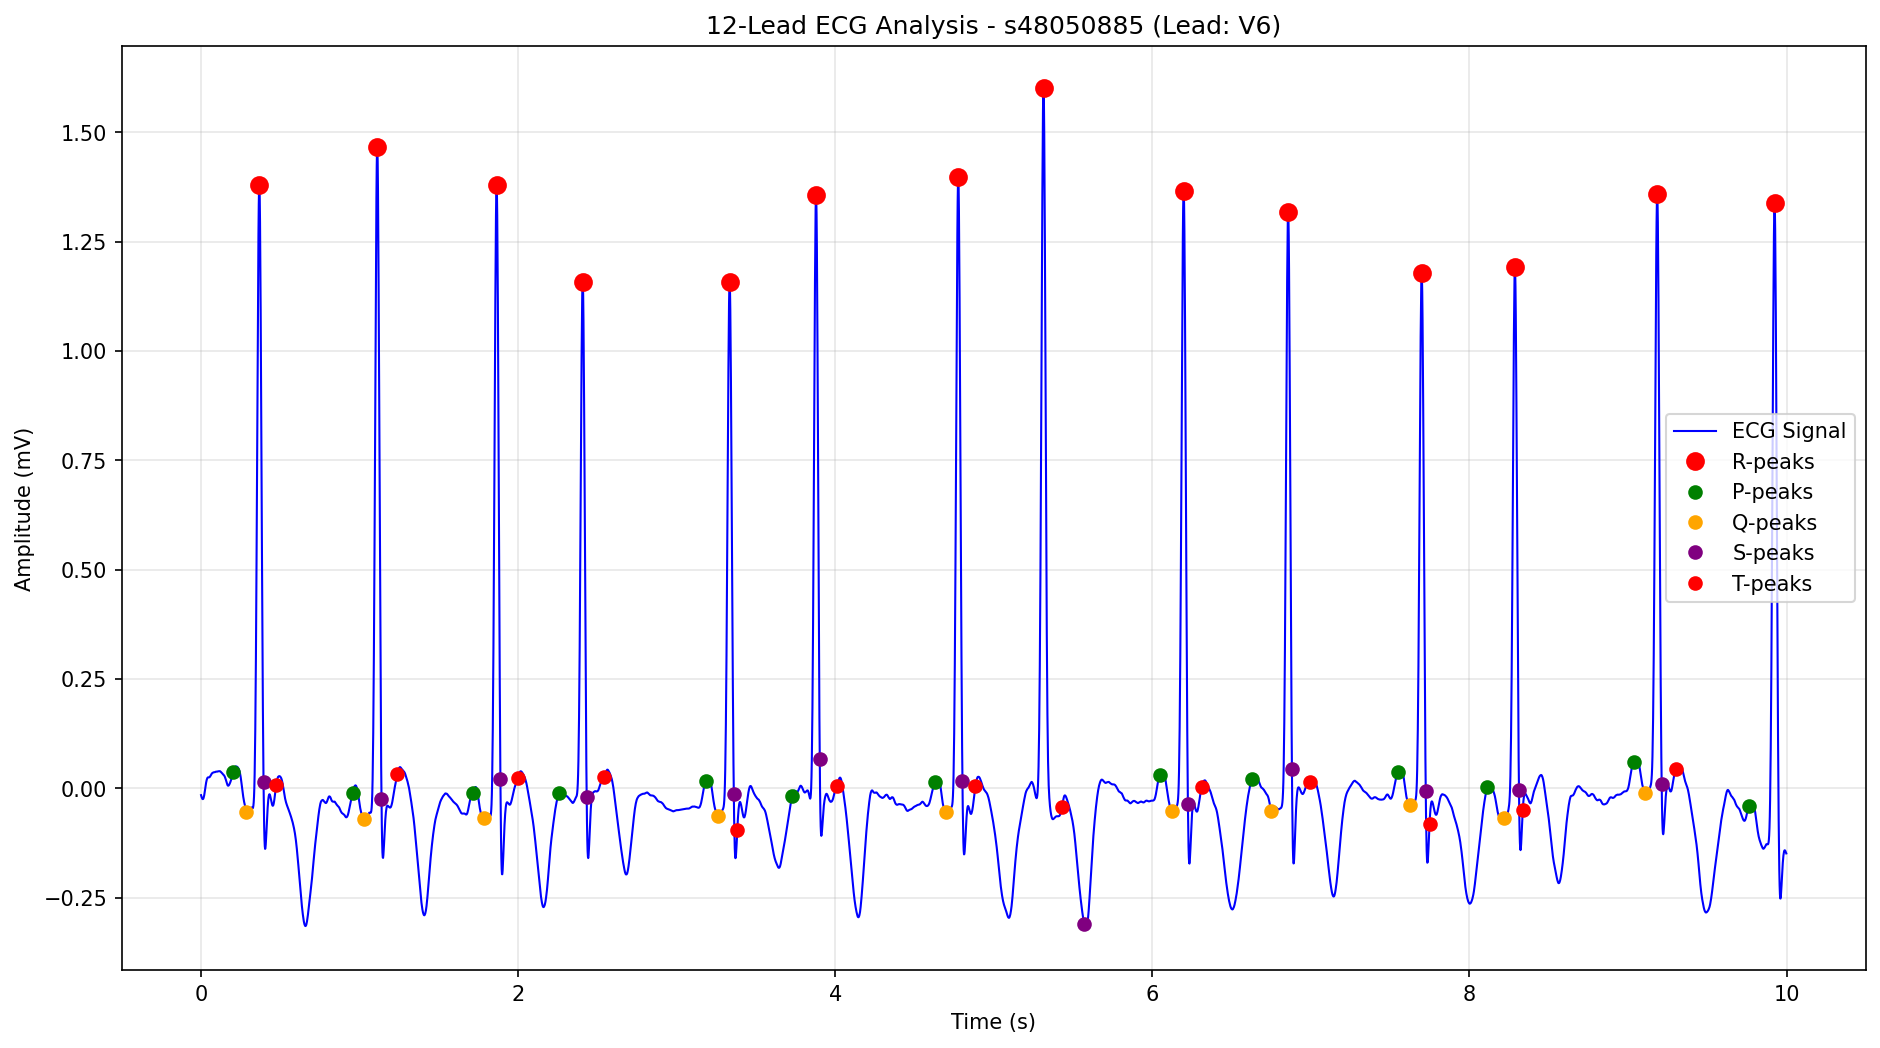 12-Lead ECG Analysis - s48050885 (Lead: V6)
Amplitude (mV)
1.50
1.25
1.00
0.75
0.50
0.25
0.00
−0.25
ECG Signal
R-peaks
P-peaks
Q-peaks
S-peaks
T-peaks
0 2 4 6 8 10
Time (s)